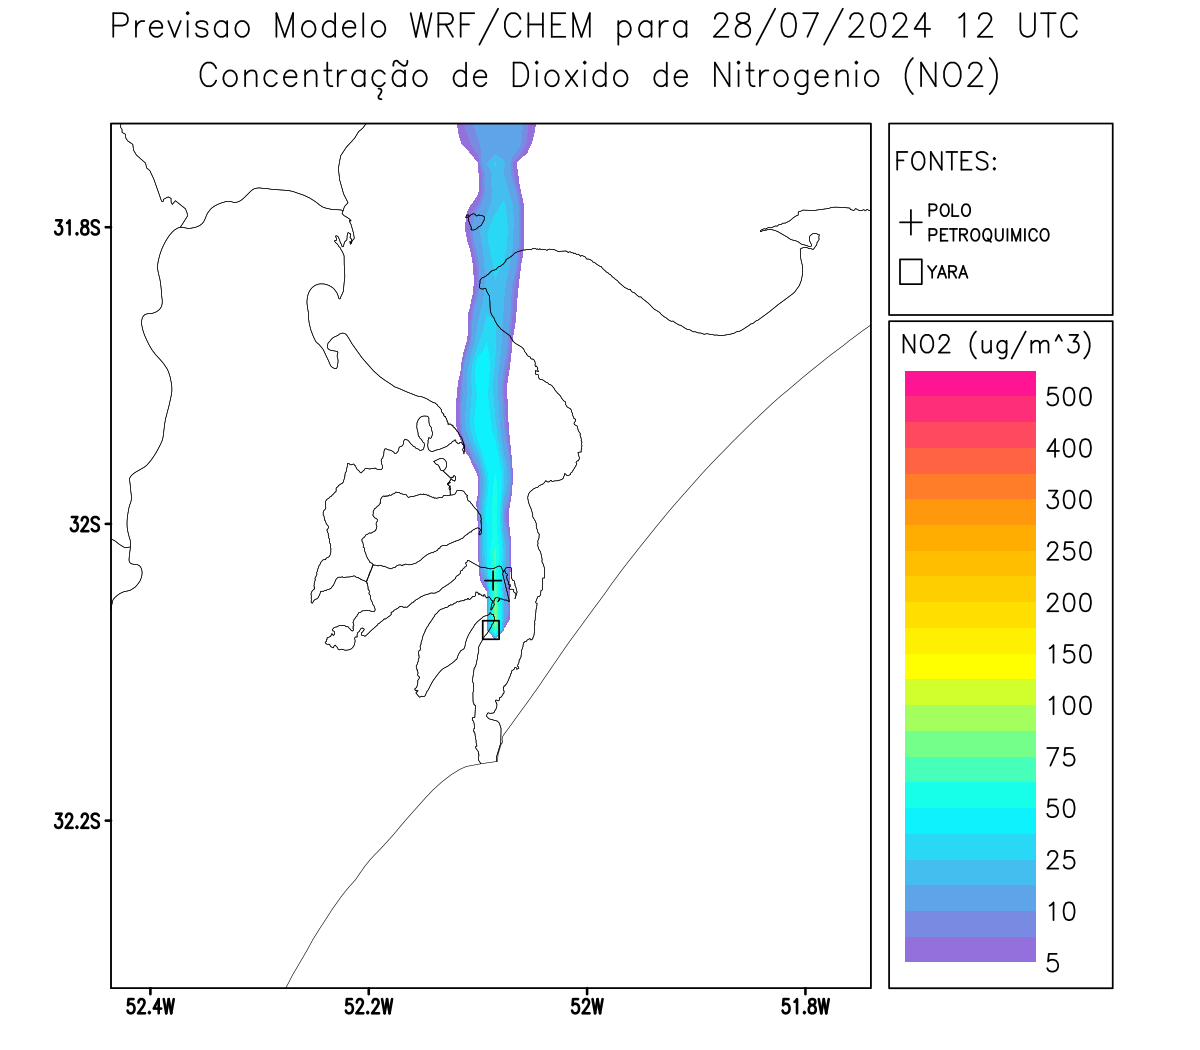 Previsao Modelo WRF/CHEM para 28/07/2024 12 UTC
Concentração de Dioxido de Nitrogenio (NO2)
FONTES:
POLO
PETROQUIMICO
YARA
31.8S
32S
32.2S
52.4W
52.2W
52W
51.8W
NO2 (ug/m^3)
500
400
300
250
200
150
100
75
50
25
10
5